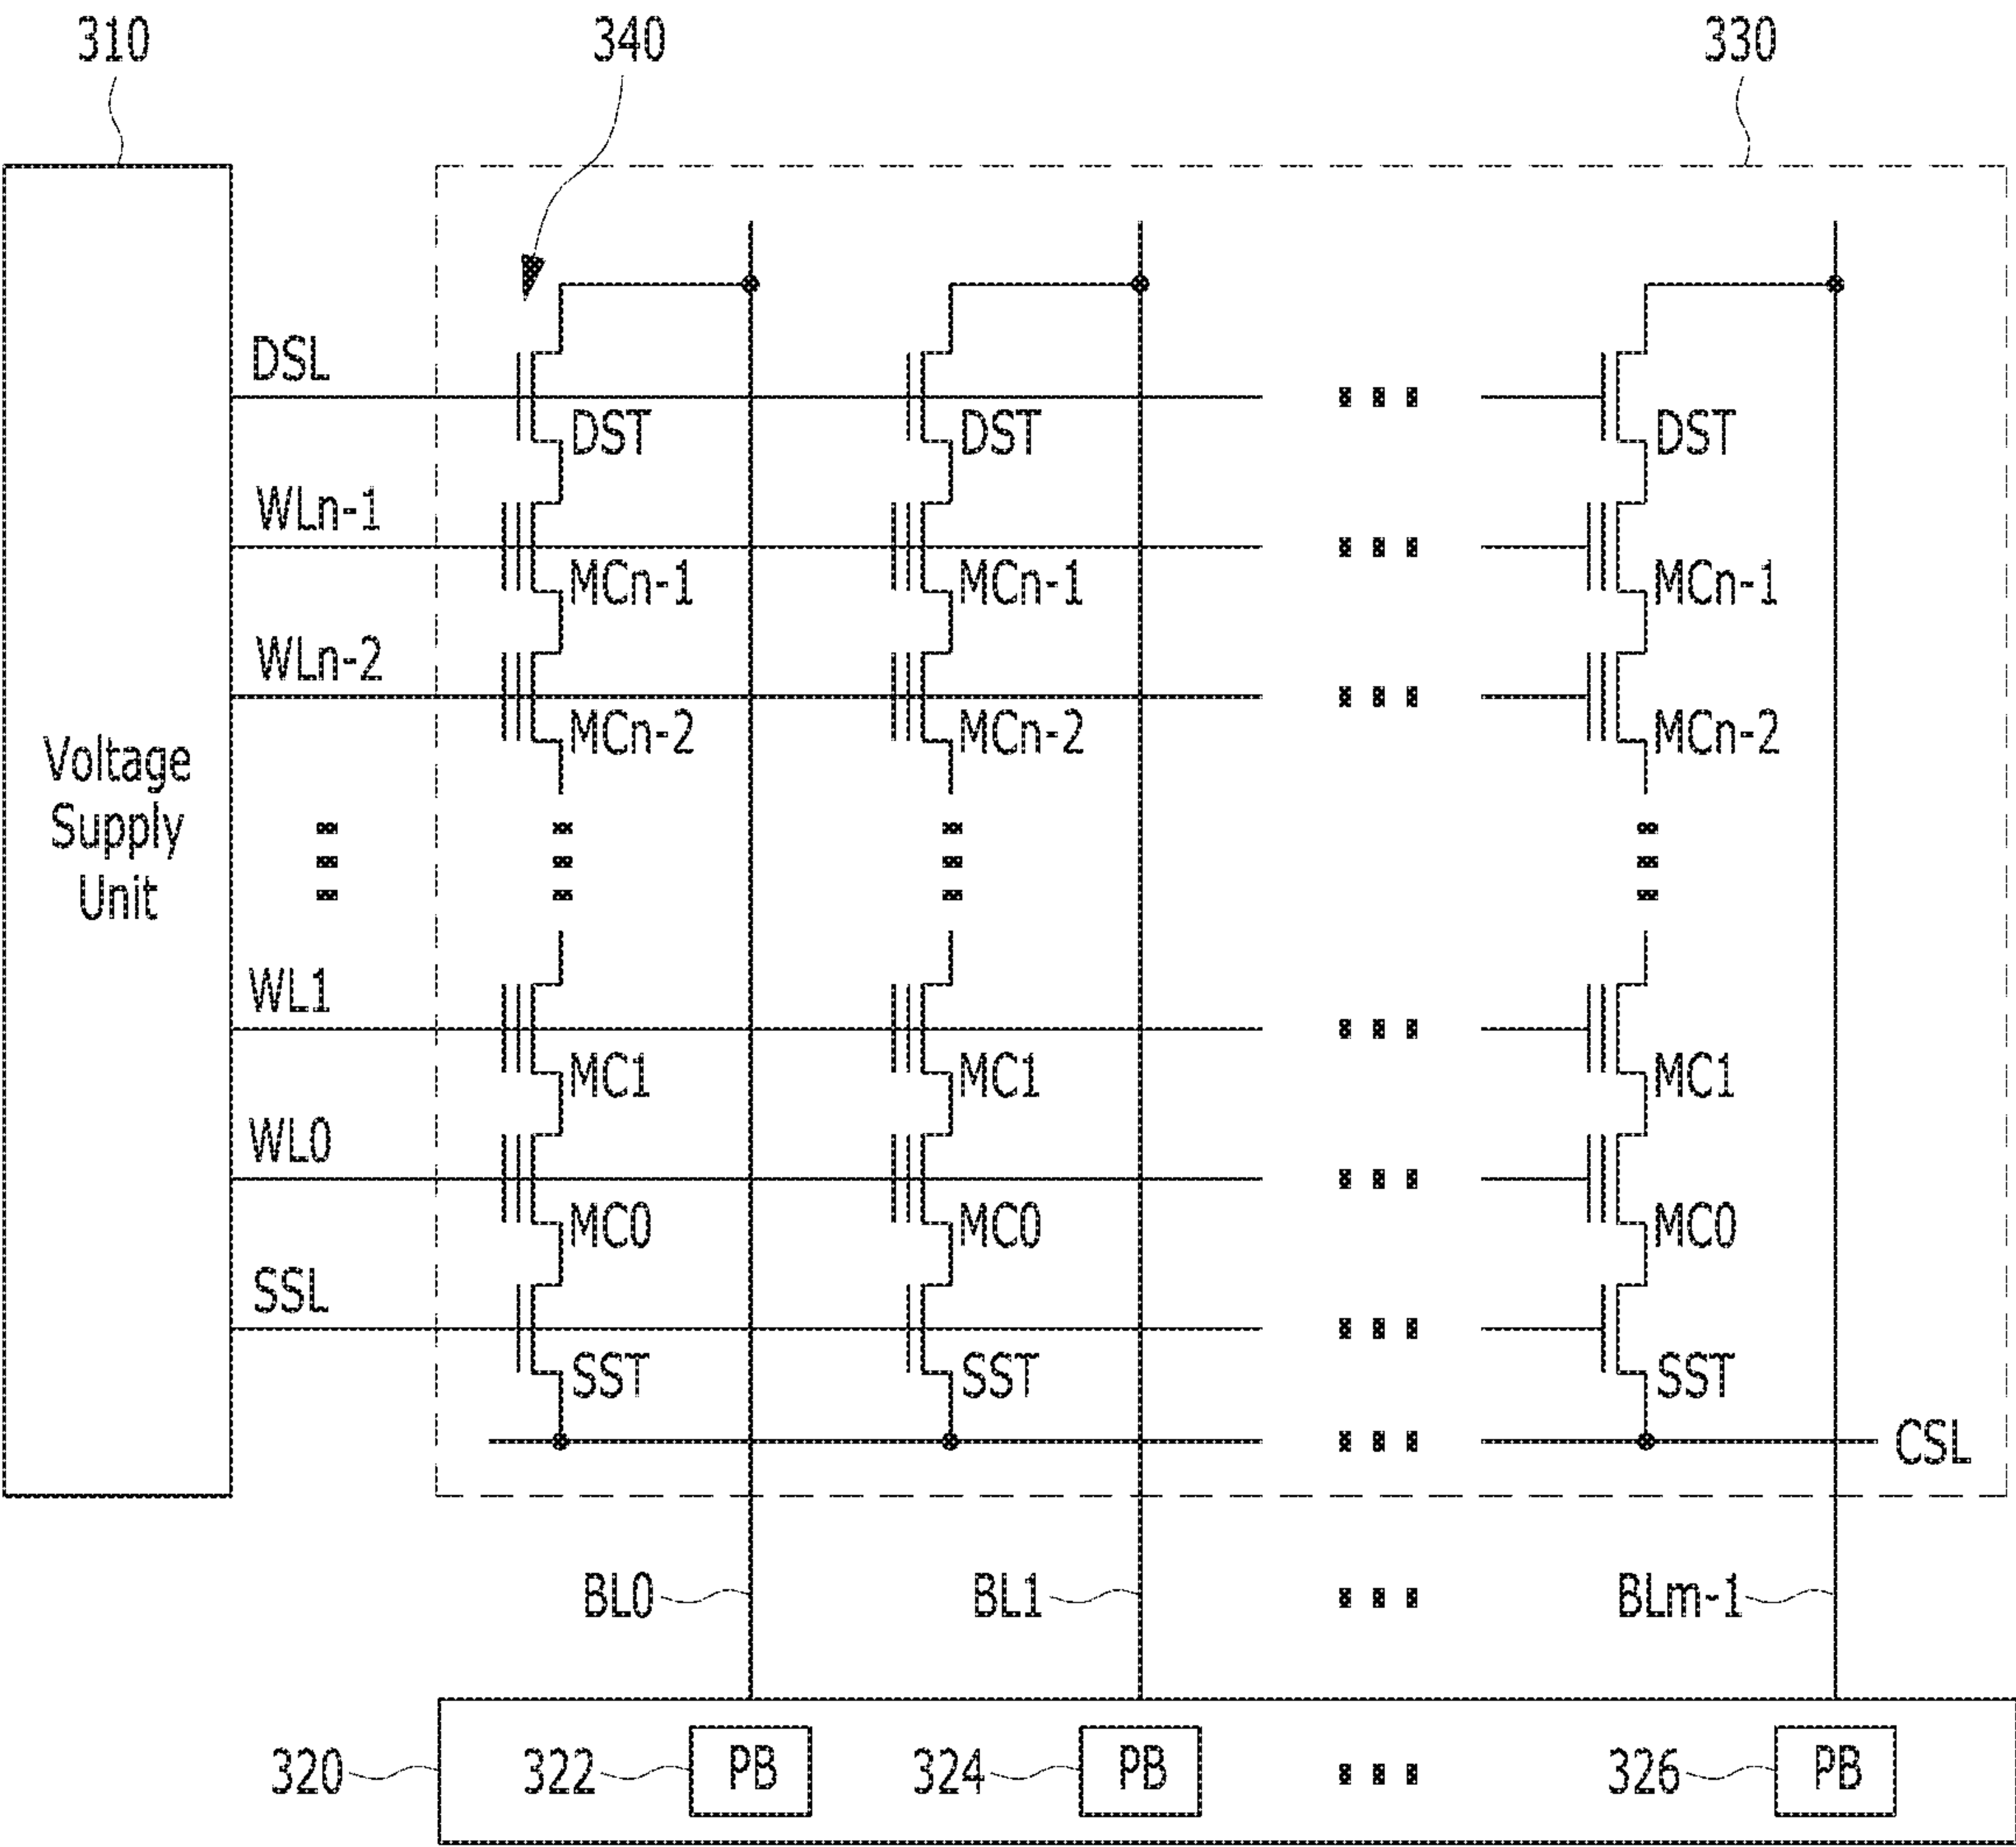 310 340 330
DSL
DST DST DST
WLn-1
MCn-1 MCn-1 MCn-1
WLn-2
MCn-2 MCn-2 MCn-2
Voltage
Supply
Unit
WL1
MC1 MC1 MC1
WL0
MC0 MC0 MC0
SSL
SST SST SST
CSL
BL0 BL1 BLm-1
320 322 PB 324 PB 326 PB